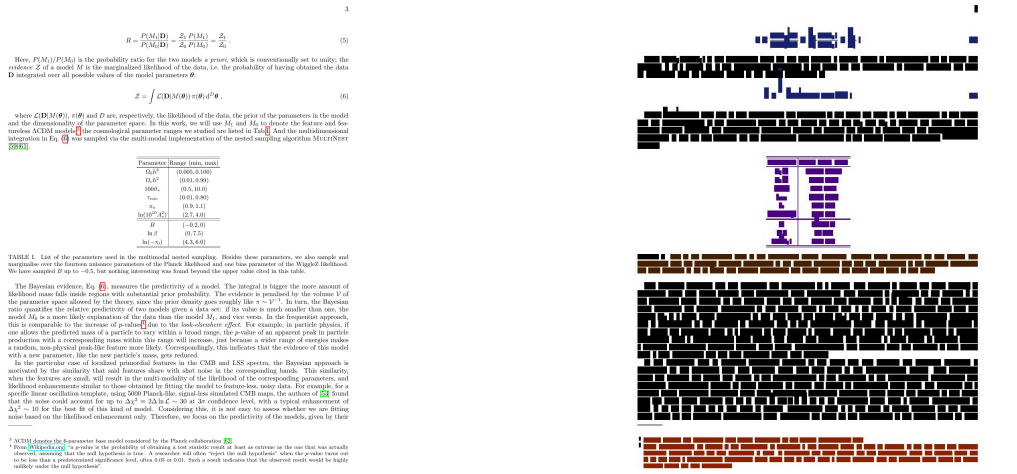 3
R = P(M₁|D) / P(M₀|D) = Z₁ P(M₁) / Z₀ P(M₀) = Z₁ / Z₀ . (5)
Here, P(M₁)/P(M₀) is the probability ratio for the two models a priori, which is conventionally set to unity; the
evidence Z of a model M is the marginalized likelihood of the data, i.e. the probability of having obtained the data
D integrated over all possible values of the model parameters θ:
Z = ∫ L(D|M(θ)) π(θ) dᴰθ , (6)
where L(D|M(θ)), π(θ) and D are, respectively, the likelihood of the data, the prior of the parameters in the model
and the dimensionality of the parameter space. In this work, we will use M₁ and M₀ to denote the feature and fea-
tureless ΛCDM models ³ the cosmological parameter ranges we studied are listed in Tab I. And the multidimensional
integration in Eq. (6) was sampled via the multi-modal implementation of the nested sampling algorithm MULTINEST
[59–61].
Parameter Range (min, max)
Ω_b h² (0.005, 0.100)
Ω_c h² (0.01, 0.99)
100θ_* (0.5, 10.0)
τ_reio (0.01, 0.80)
n_s (0.9, 1.1)
ln(10¹⁰A_s²) (2.7, 4.0)
B (−0.2, 0)
ln β (0, 7.5)
ln(−τ₀) (4.3, 6.0)
TABLE I. List of the parameters used in the multimodal nested sampling. Besides these parameters, we also sample and
marginalise over the fourteen nuisance parameters of the Planck likelihood and one bias parameter of the WiggleZ likelihood.
We have sampled B up to −0.5, but nothing interesting was found beyond the upper value cited in this table.
The Bayesian evidence, Eq. (6), measures the predictivity of a model. The integral is bigger the more amount of
likelihood mass falls inside regions with substantial prior probability. The evidence is penalised by the volume V of
the parameter space allowed by the theory, since the prior density goes roughly like π ∼ V⁻¹. In turn, the Bayesian
ratio quantifies the relative predictivity of two models given a data set: if its value is much smaller than one, the
model M₀ is a more likely explanation of the data than the model M₁, and vice versa. In the frequentist approach,
this is comparable to the increase of p-values⁴ due to the look-elsewhere effect. For example, in particle physics, if
one allows the predicted mass of a particle to vary within a broad range, the p-value of an apparent peak in particle
production with a corresponding mass within this range will increase, just because a wider range of energies makes
a random, non-physical peak-like feature more likely. Correspondingly, this indicates that the evidence of this model
with a new parameter, like the new particle's mass, gets reduced.
In the particular case of localized primordial features in the CMB and LSS spectra, the Bayesian approach is
motivated by the similarity that said features share with shot noise in the corresponding bands. This similarity,
when the features are small, will result in the multi-modality of the likelihood of the corresponding parameters, and
likelihood enhancements similar to those obtained by fitting the model to feature-less, noisy data. For example, for a
specific linear oscillation template, using 5000 Planck-like, signal-less simulated CMB maps, the authors of [53] found
that the noise could account for up to Δχ² ≡ 2Δ ln L ∼ 30 at 3σ confidence level, with a typical enhancement of
Δχ² ∼ 10 for the best fit of this kind of model. Considering this, it is not easy to assess whether we are fitting
noise based on the likelihood enhancement only. Therefore, we focus on the predictivity of the models, given by their
³ ΛCDM denotes the 6-parameter base model considered by the Planck collaboration [62].
⁴ From Wikipedia.org: "a p-value is the probability of obtaining a test statistic result at least as extreme as the one that was actually
observed, assuming that the null hypothesis is true. A researcher will often "reject the null hypothesis" when the p-value turns out
to be less than a predetermined significance level, often 0.05 or 0.01. Such a result indicates that the observed result would be highly
unlikely under the null hypothesis".